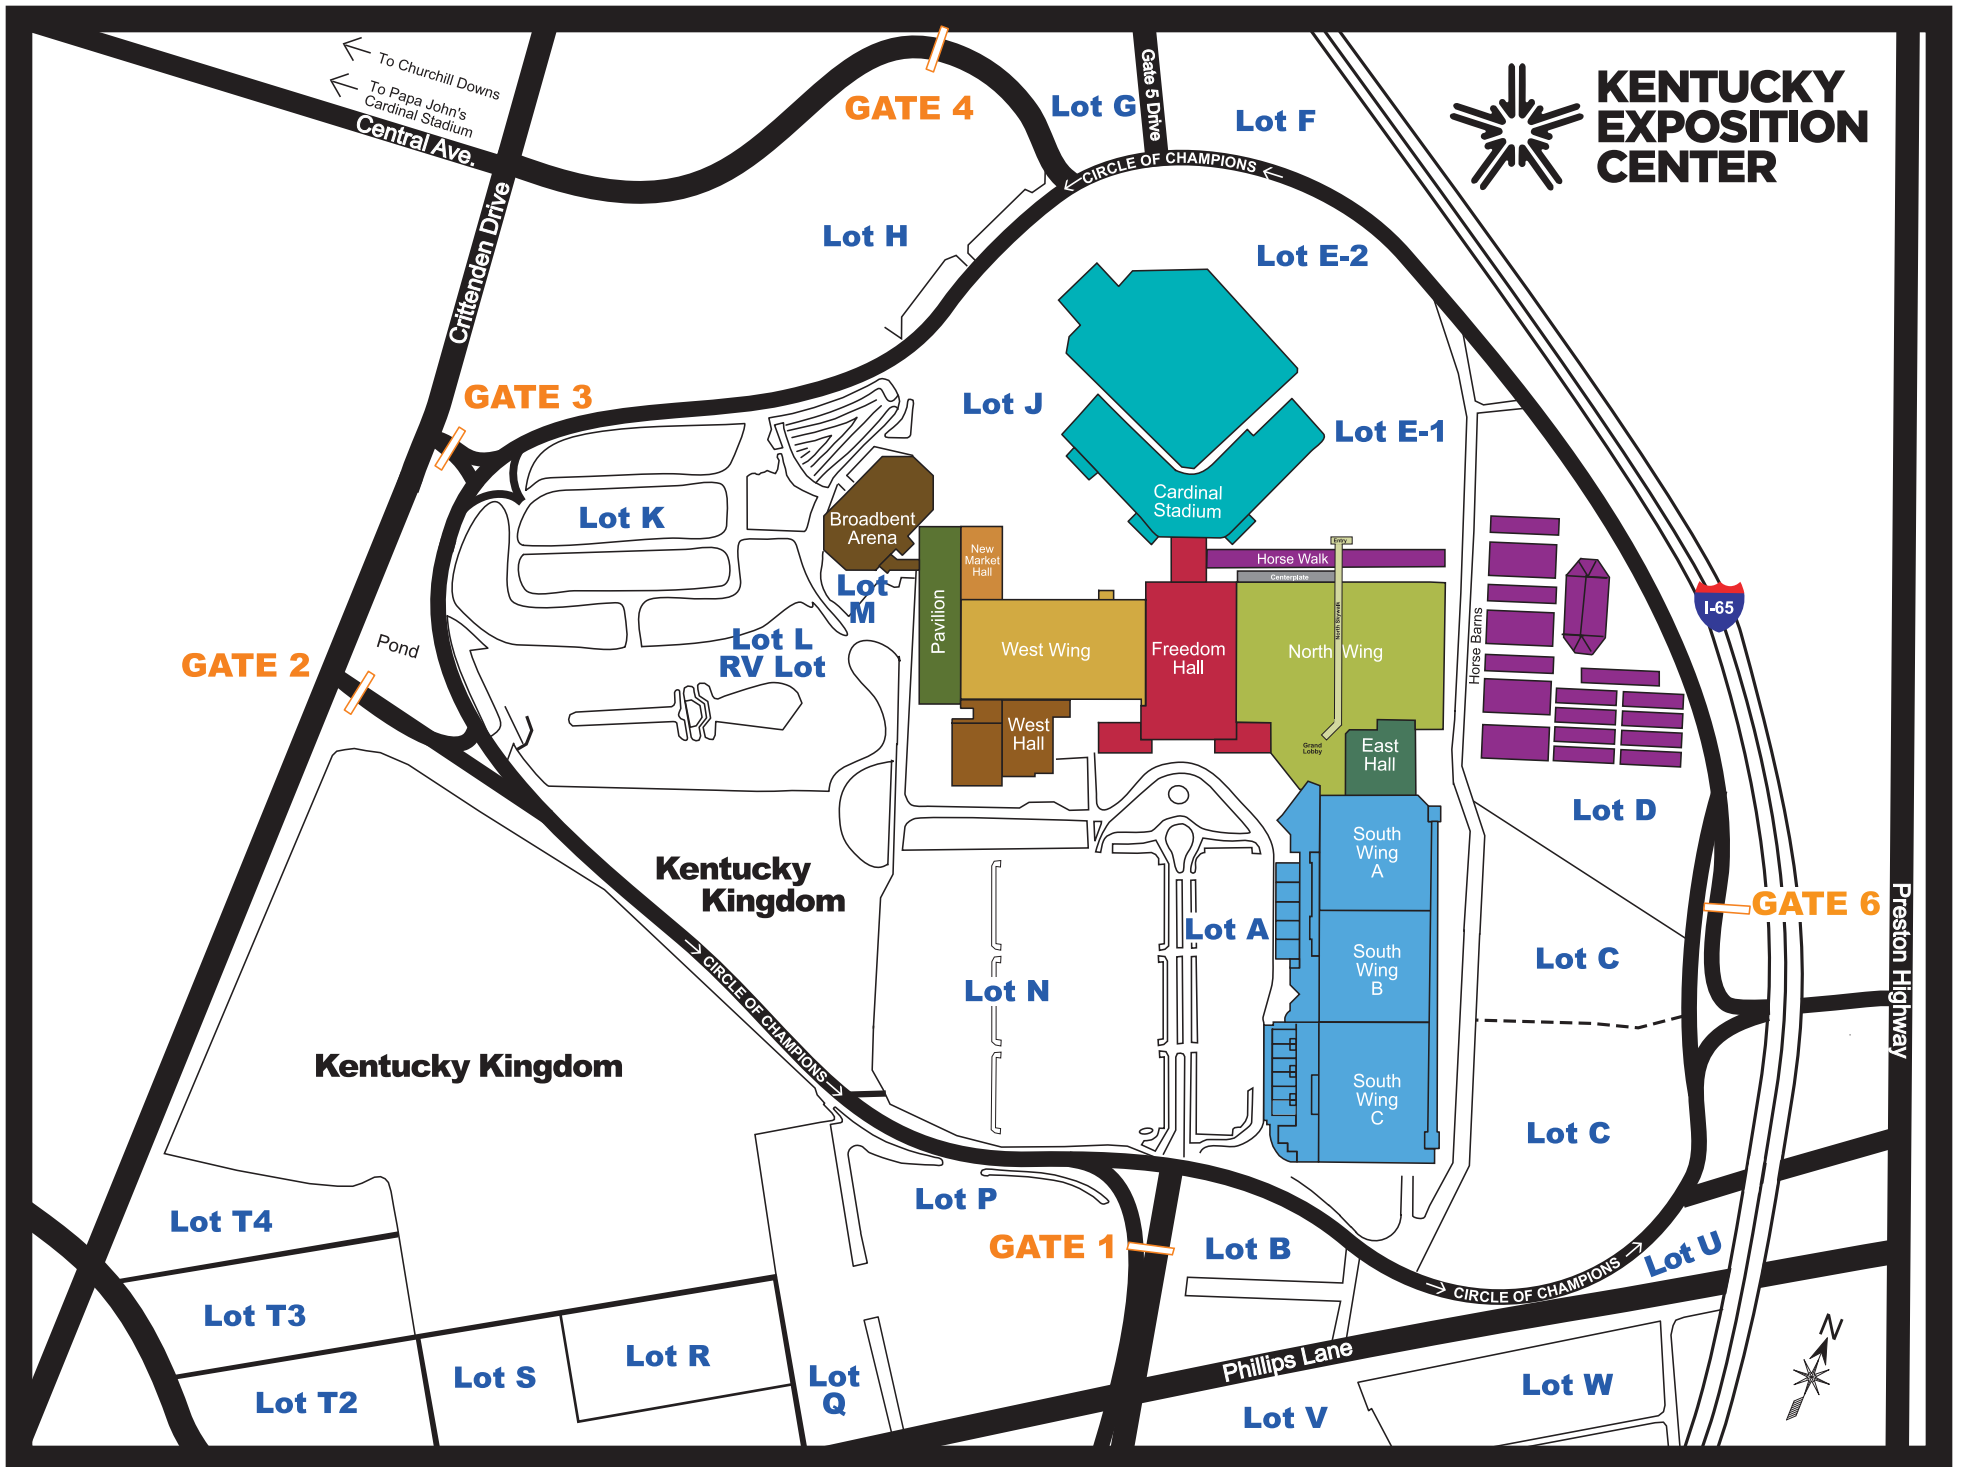 To Churchill Downs
To Papa John's
Cardinal Stadium
Central Ave.
Crittenden Drive
GATE 4
Lot G
Gate 5 Drive
Lot F
KENTUCKY
EXPOSITION
CENTER
CIRCLE OF CHAMPIONS
Lot H
Lot E-2
GATE 3
Lot J
Lot E-1
Cardinal
Stadium
Lot K
Broadbent
Arena
New
Market
Hall
Entry
Horse Walk
Centerplate
Lot
M
Pavilion
North Skywalk
Horse Barns
I-65
Pond
GATE 2
Lot L
RV Lot
West Wing
Freedom
Hall
North Wing
West
Hall
Grand
Lobby
East
Hall
Lot D
South
Wing
A
Kentucky
Kingdom
GATE 6
Preston Highway
Lot A
Lot C
South
Wing
B
Lot N
CIRCLE OF CHAMPIONS
Kentucky Kingdom
South
Wing
C
Lot C
Lot P
Lot T4
GATE 1
Lot B
Lot U
CIRCLE OF CHAMPIONS
Lot T3
Lot R
Phillips Lane
N
Lot S
Lot
Q
Lot W
Lot T2
Lot V